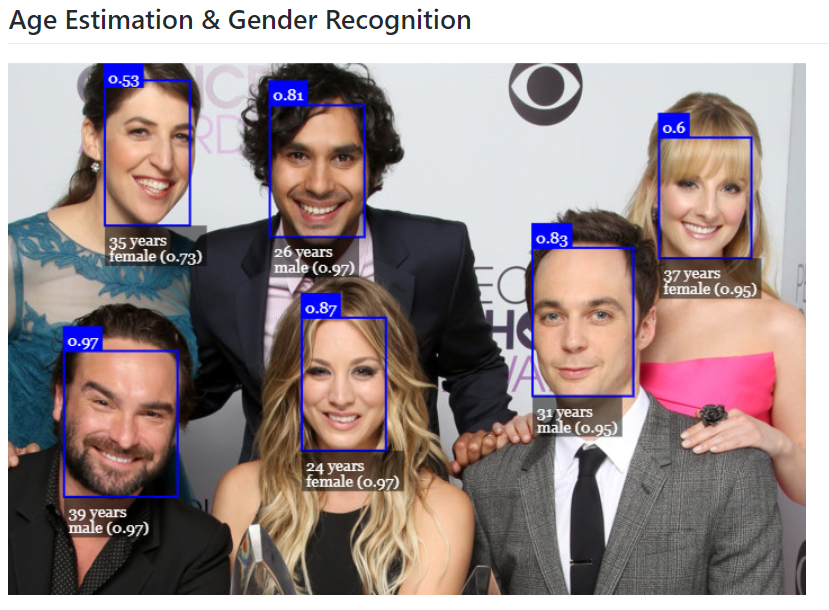 Age Estimation & Gender Recognition
0.53
35 years
female (0.73)
0.81
26 years
male (0.97)
0.6
37 years
female (0.95)
0.83
31 years
male (0.95)
0.87
24 years
female (0.97)
0.97
39 years
male (0.97)